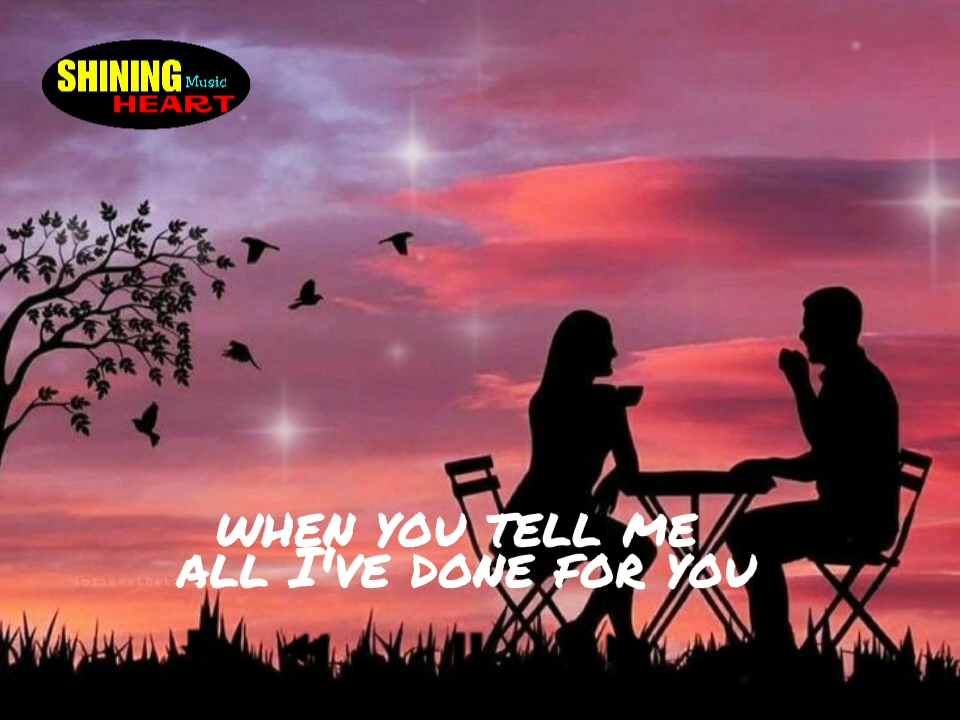 SHINING
Music
HEART
WHEN YOU TELL ME
ALL I'VE DONE FOR YOU